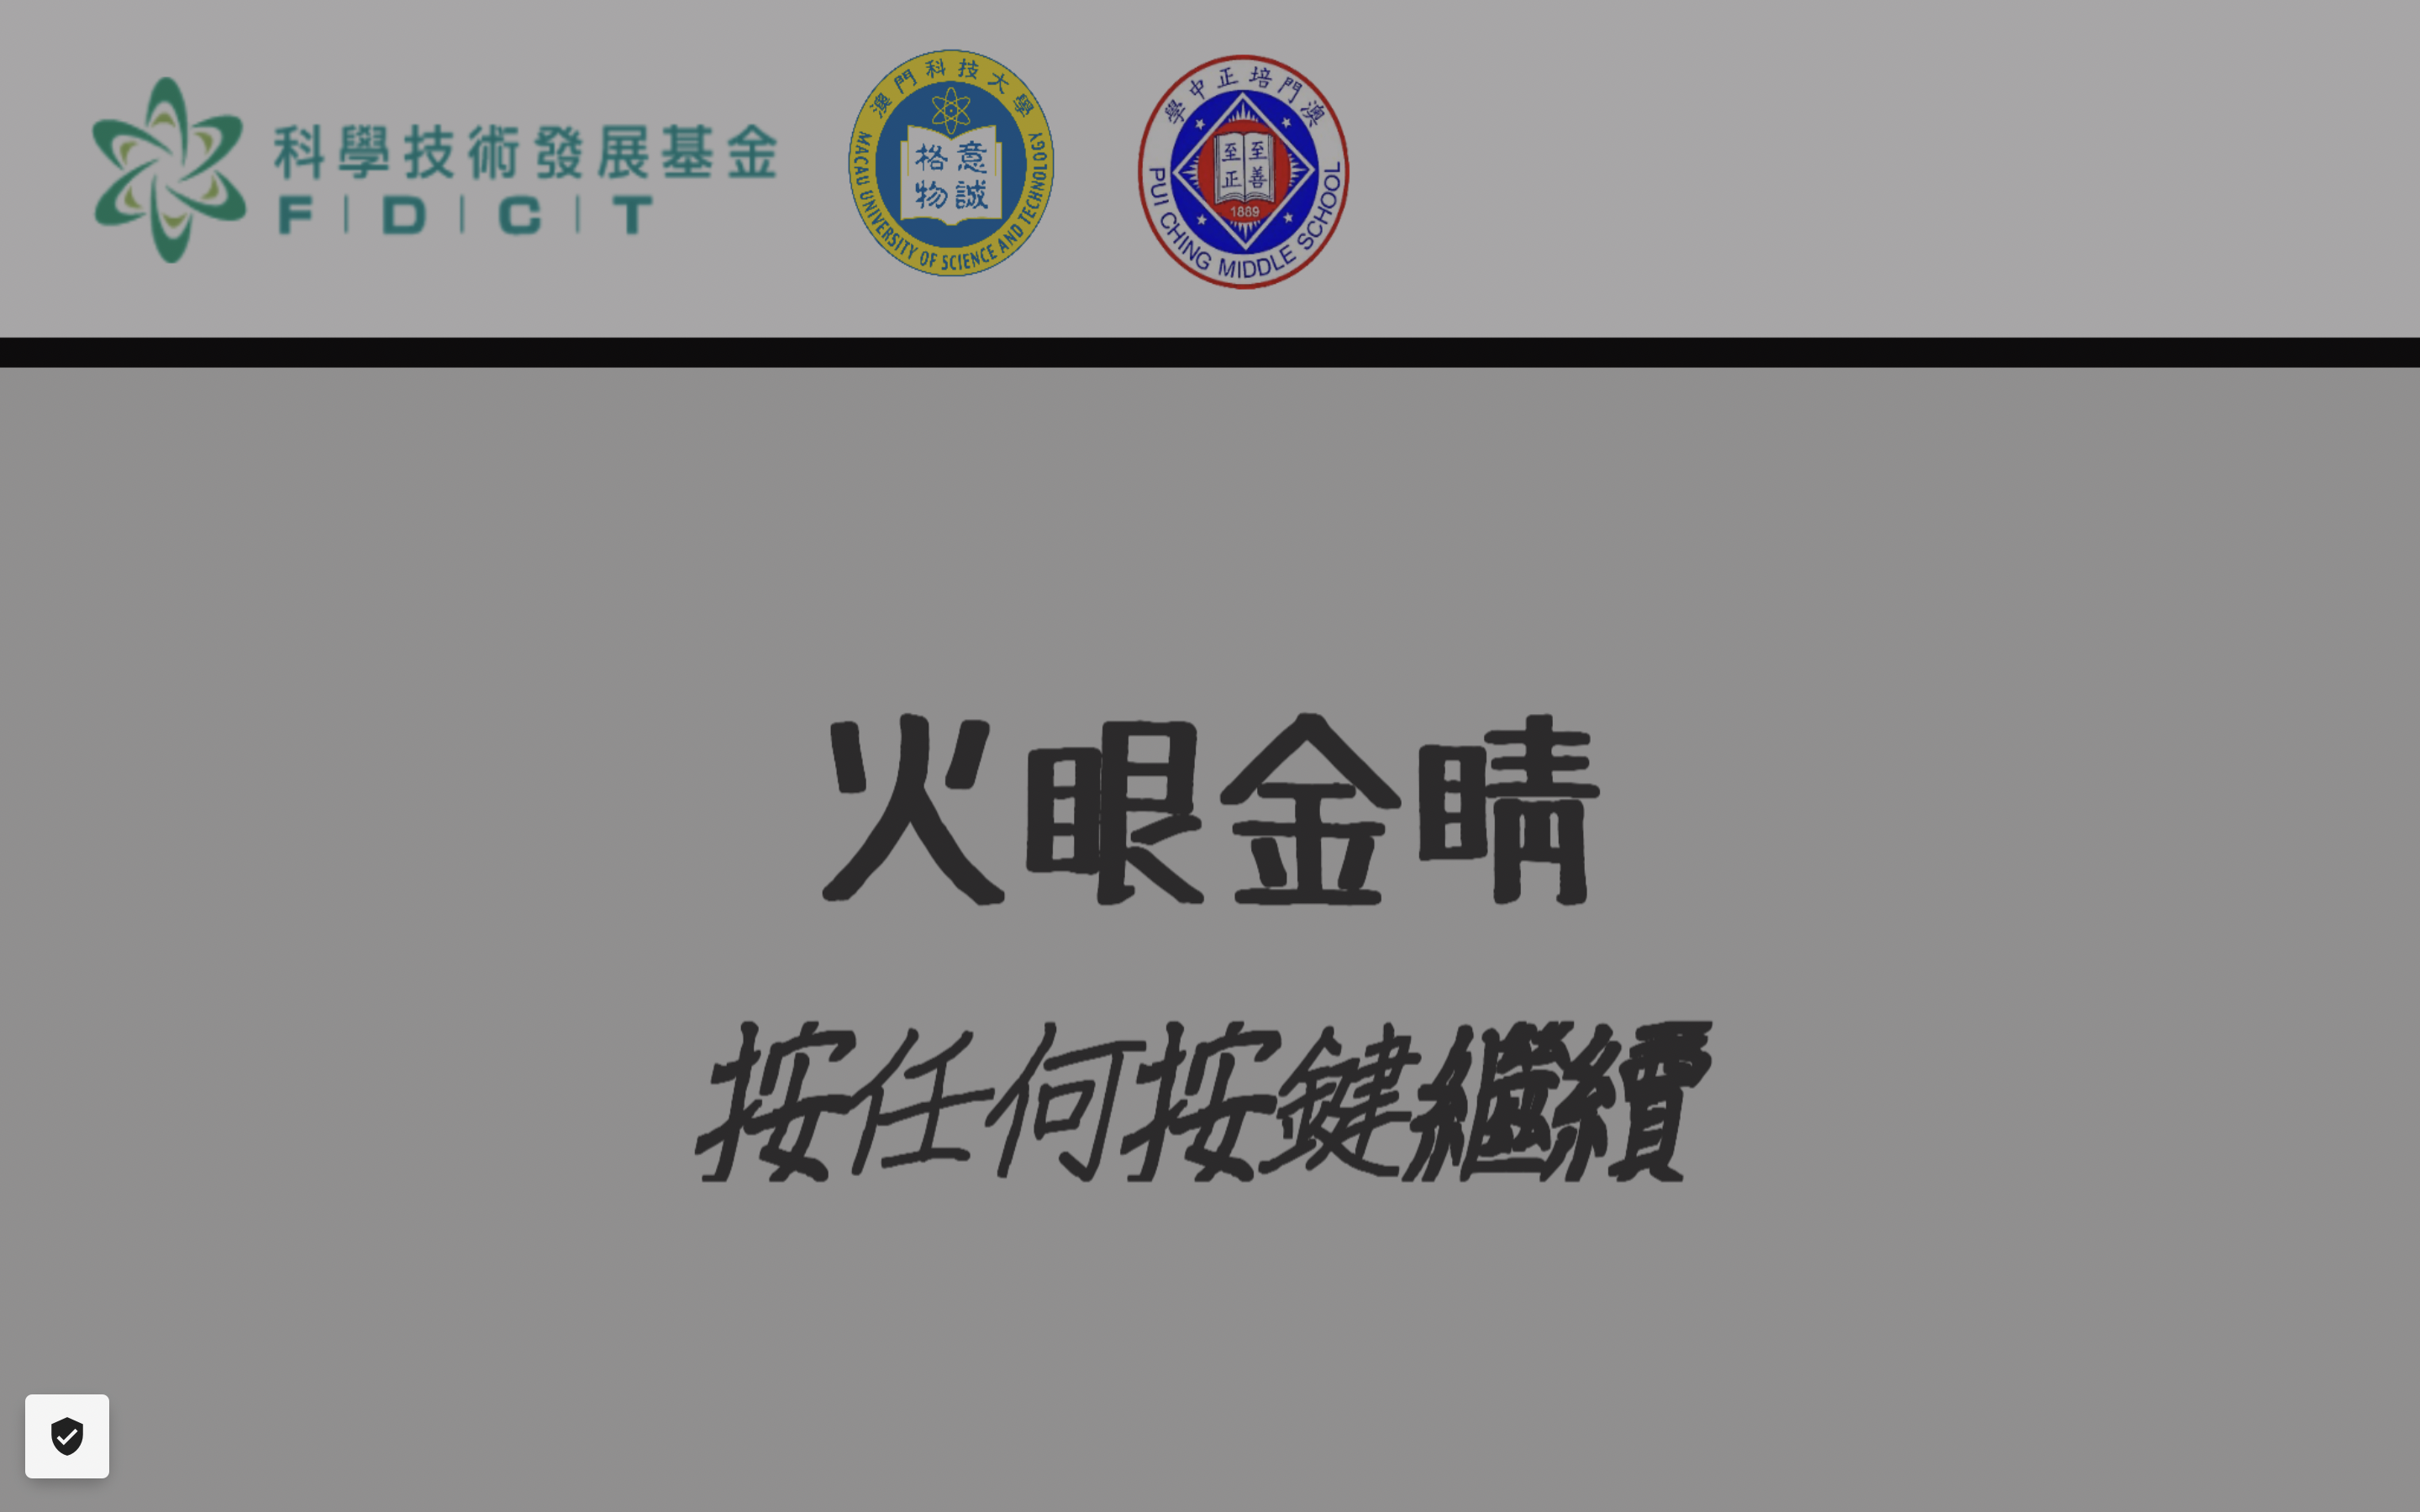 科學技術發展基金
F D C T
澳門科技大學
MACAU UNIVERSITY OF SCIENCE AND TECHNOLOGY
格 意
物 誠
學中正培門澳
至 至
正 善
1889
PUI CHING MIDDLE SCHOOL
火眼金睛
按任何按鍵繼續